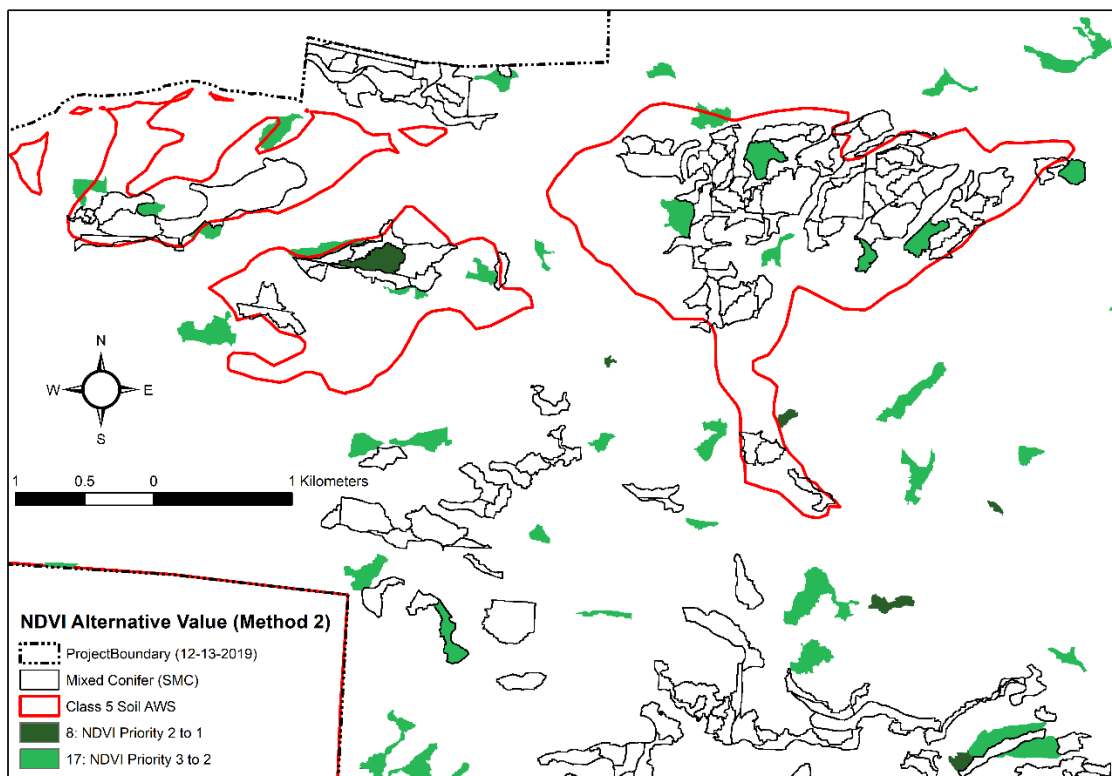 N
W E
S
1 0.5 0 1 Kilometers
NDVI Alternative Value (Method 2)
ProjectBoundary (12-13-2019)
Mixed Conifer (SMC)
Class 5 Soil AWS
8: NDVI Priority 2 to 1
17: NDVI Priority 3 to 2